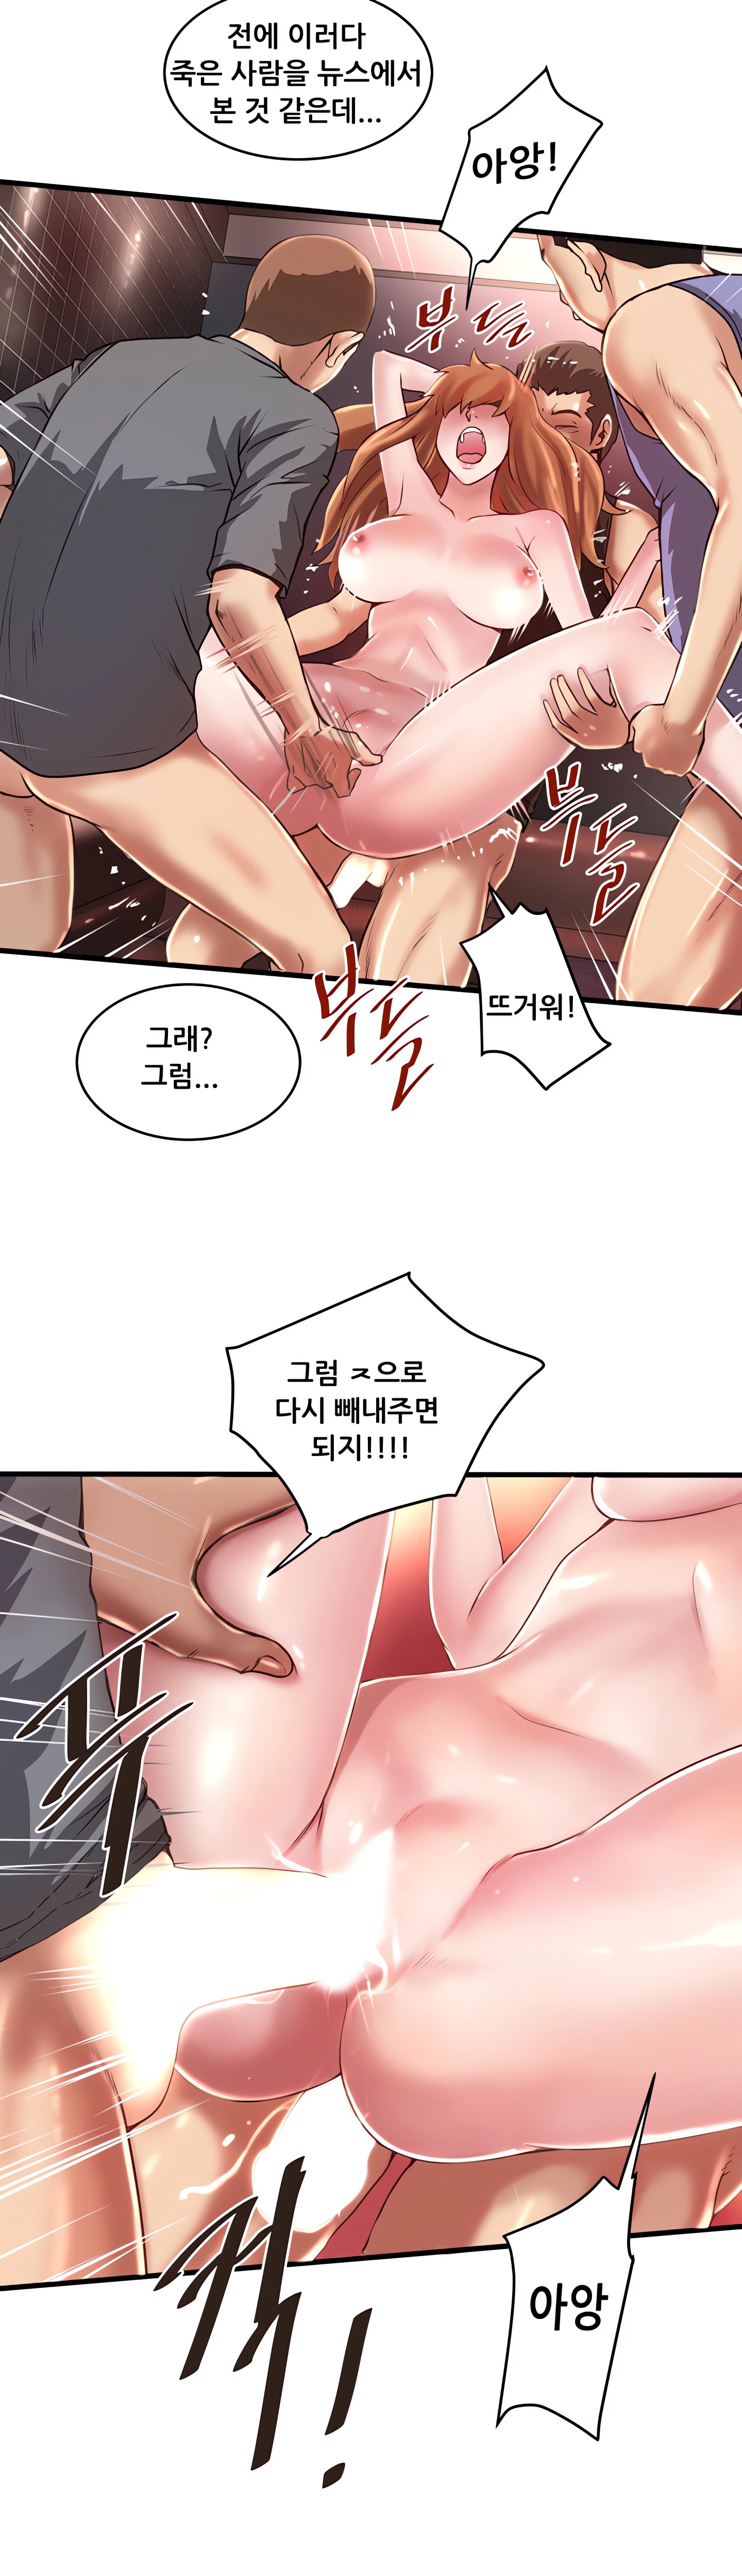 전에 이러다
죽은 사람을 뉴스에서
본 것 같은데...
아앙!
부들
부들
뜨거워!
부들
그래?
그럼...
그럼 ㅈ으로
다시 빼내주면
되지!!!!
푹
아앙
컥!